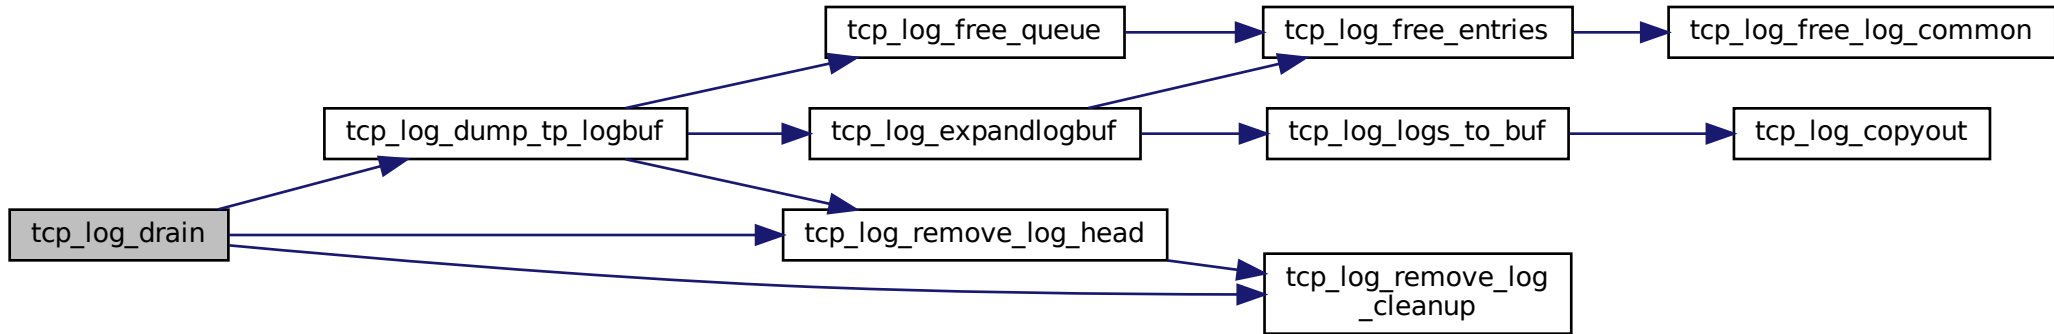 tcp_log_free_queue
tcp_log_free_entries
tcp_log_free_log_common
tcp_log_dump_tp_logbuf
tcp_log_expandlogbuf
tcp_log_logs_to_buf
tcp_log_copyout
tcp_log_drain
tcp_log_remove_log_head
tcp_log_remove_log
_cleanup